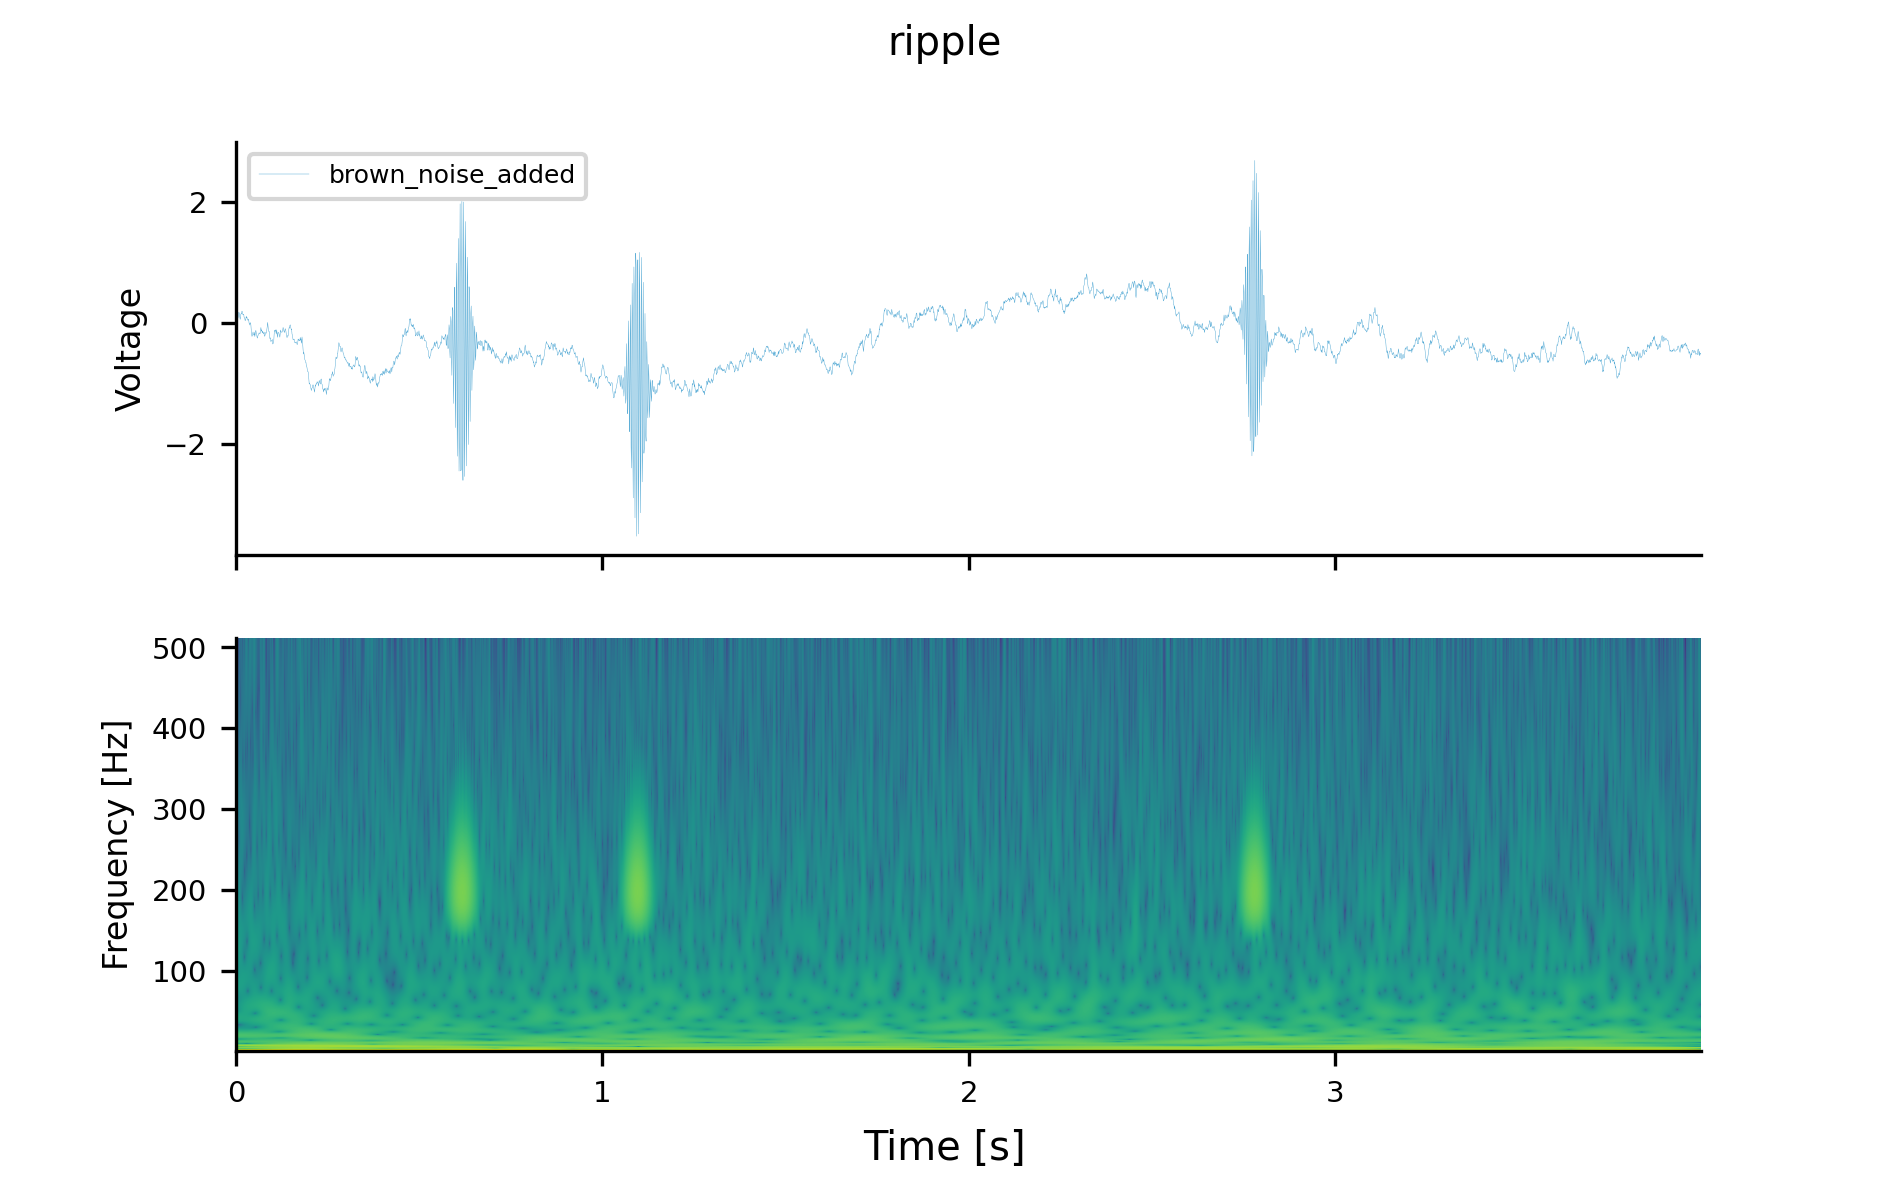 ripple
brown_noise_added
2
0
−2
Voltage
500
400
300
200
100
Frequency [Hz]
0 1 2 3
Time [s]